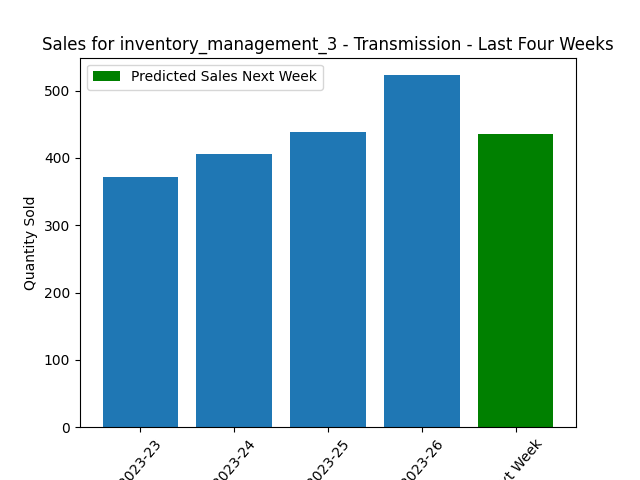 Sales for inventory_management_3 - Transmission - Last Four Weeks
Predicted Sales Next Week
Quantity Sold
500
400
300
200
100
0
2023-23
2023-24
2023-25
2023-26
Week